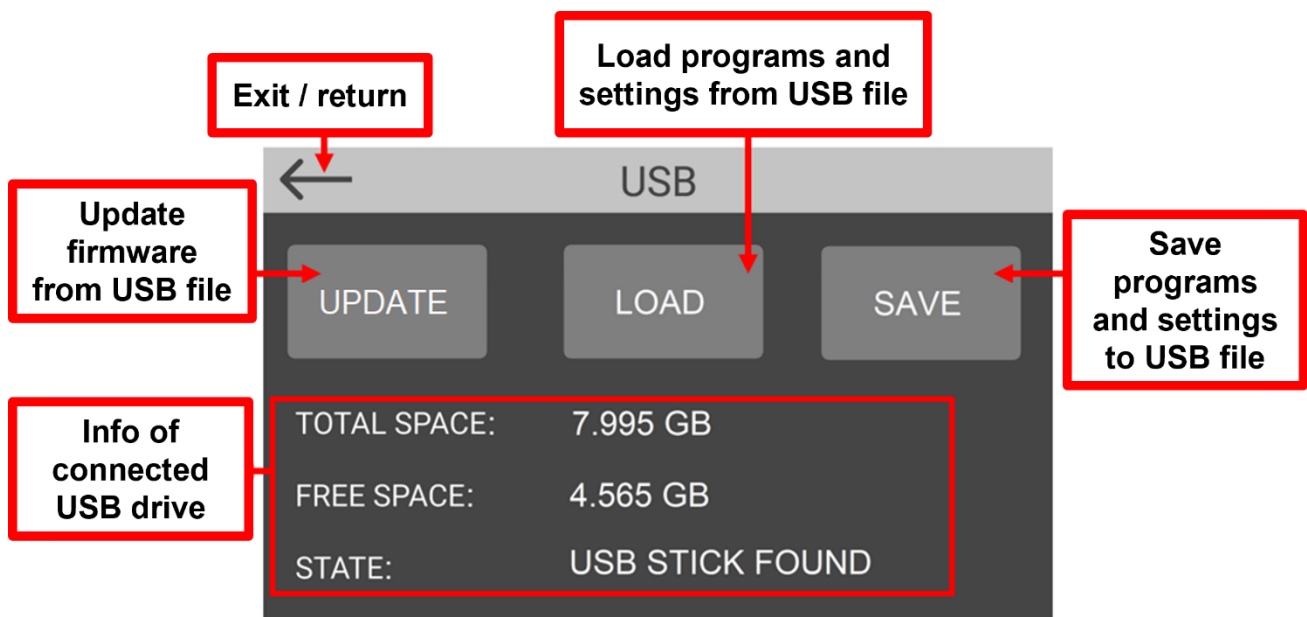 Load programs and
settings from USB file
Exit / return
USB
Update
firmware
from USB file
UPDATE
LOAD
SAVE
Save
programs
and settings
to USB file
Info of
connected
USB drive
TOTAL SPACE: 7.995 GB
FREE SPACE: 4.565 GB
STATE: USB STICK FOUND